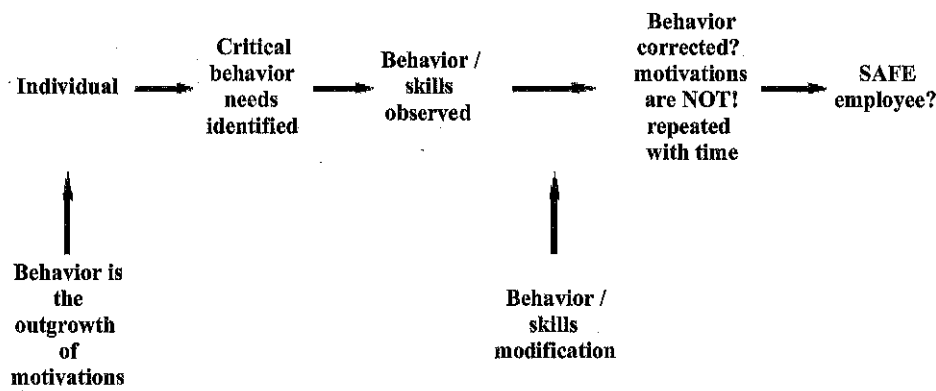 Individual
Critical
behavior
needs
identified
Behavior /
skills
observed
Behavior
corrected?
motivations
are NOT!
repeated
with time
SAFE
employee?
Behavior is
the
outgrowth
of
motivations
Behavior /
skills
modification